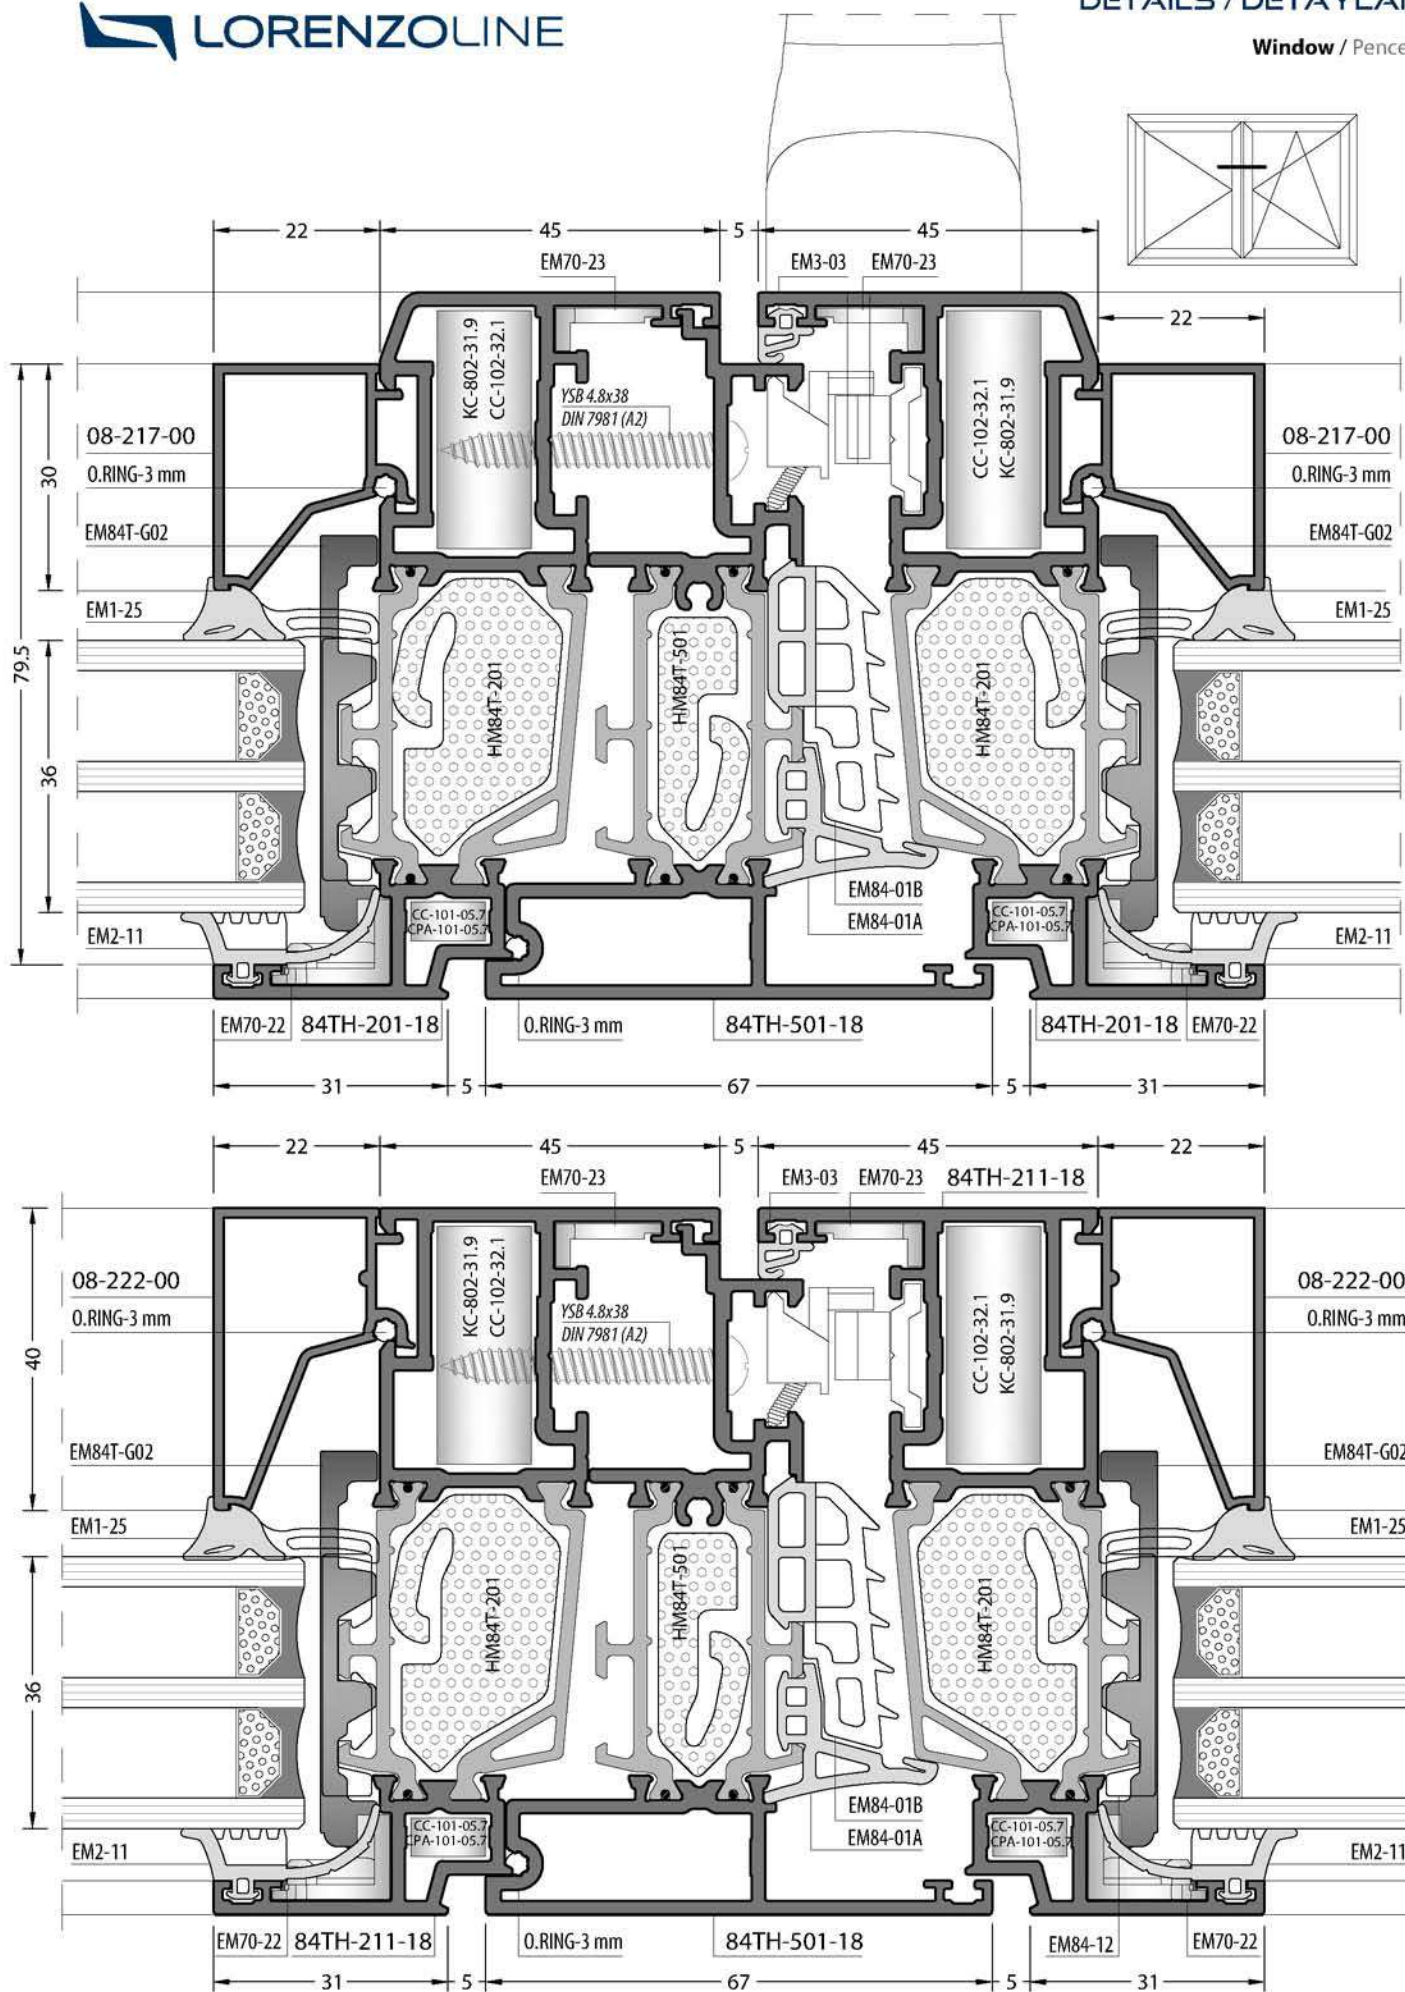 LORENZOLINE
DETAILS / DETAYLAR
Window / Pence
22
45
5
45
EM70-23
EM3-03
EM70-23
22
KC-802-31.9
CC-102-32.1
YSB 4.8x38
DIN 7981 (A2)
CC-102-32.1
KC-802-31.9
08-217-00
08-217-00
30
O.RING-3 mm
O.RING-3 mm
EM84T-G02
EM84T-G02
EM1-25
EM1-25
79.5
HM84T-201
HM84T-501
HM84T-201
36
EM84-01B
CC-101-05.7
CPA-101-05.7
EM84-01A
CC-101-05.7
CPA-101-05.7
EM2-11
EM2-11
EM70-22
84TH-201-18
O.RING-3 mm
84TH-501-18
84TH-201-18
EM70-22
31
5
67
5
31
22
45
5
45
22
EM70-23
EM3-03
EM70-23
84TH-211-18
KC-802-31.9
CC-102-32.1
YSB 4.8x38
DIN 7981 (A2)
CC-102-32.1
KC-802-31.9
08-222-00
08-222-00
O.RING-3 mm
O.RING-3 mm
40
EM84T-G02
EM84T-G02
EM1-25
EM1-25
HM84T-201
HM84T-501
HM84T-201
36
EM84-01B
CC-101-05.7
CPA-101-05.7
EM84-01A
CC-101-05.7
CPA-101-05.7
EM2-11
EM2-11
EM70-22
84TH-211-18
O.RING-3 mm
84TH-501-18
EM84-12
EM70-22
31
5
67
5
31